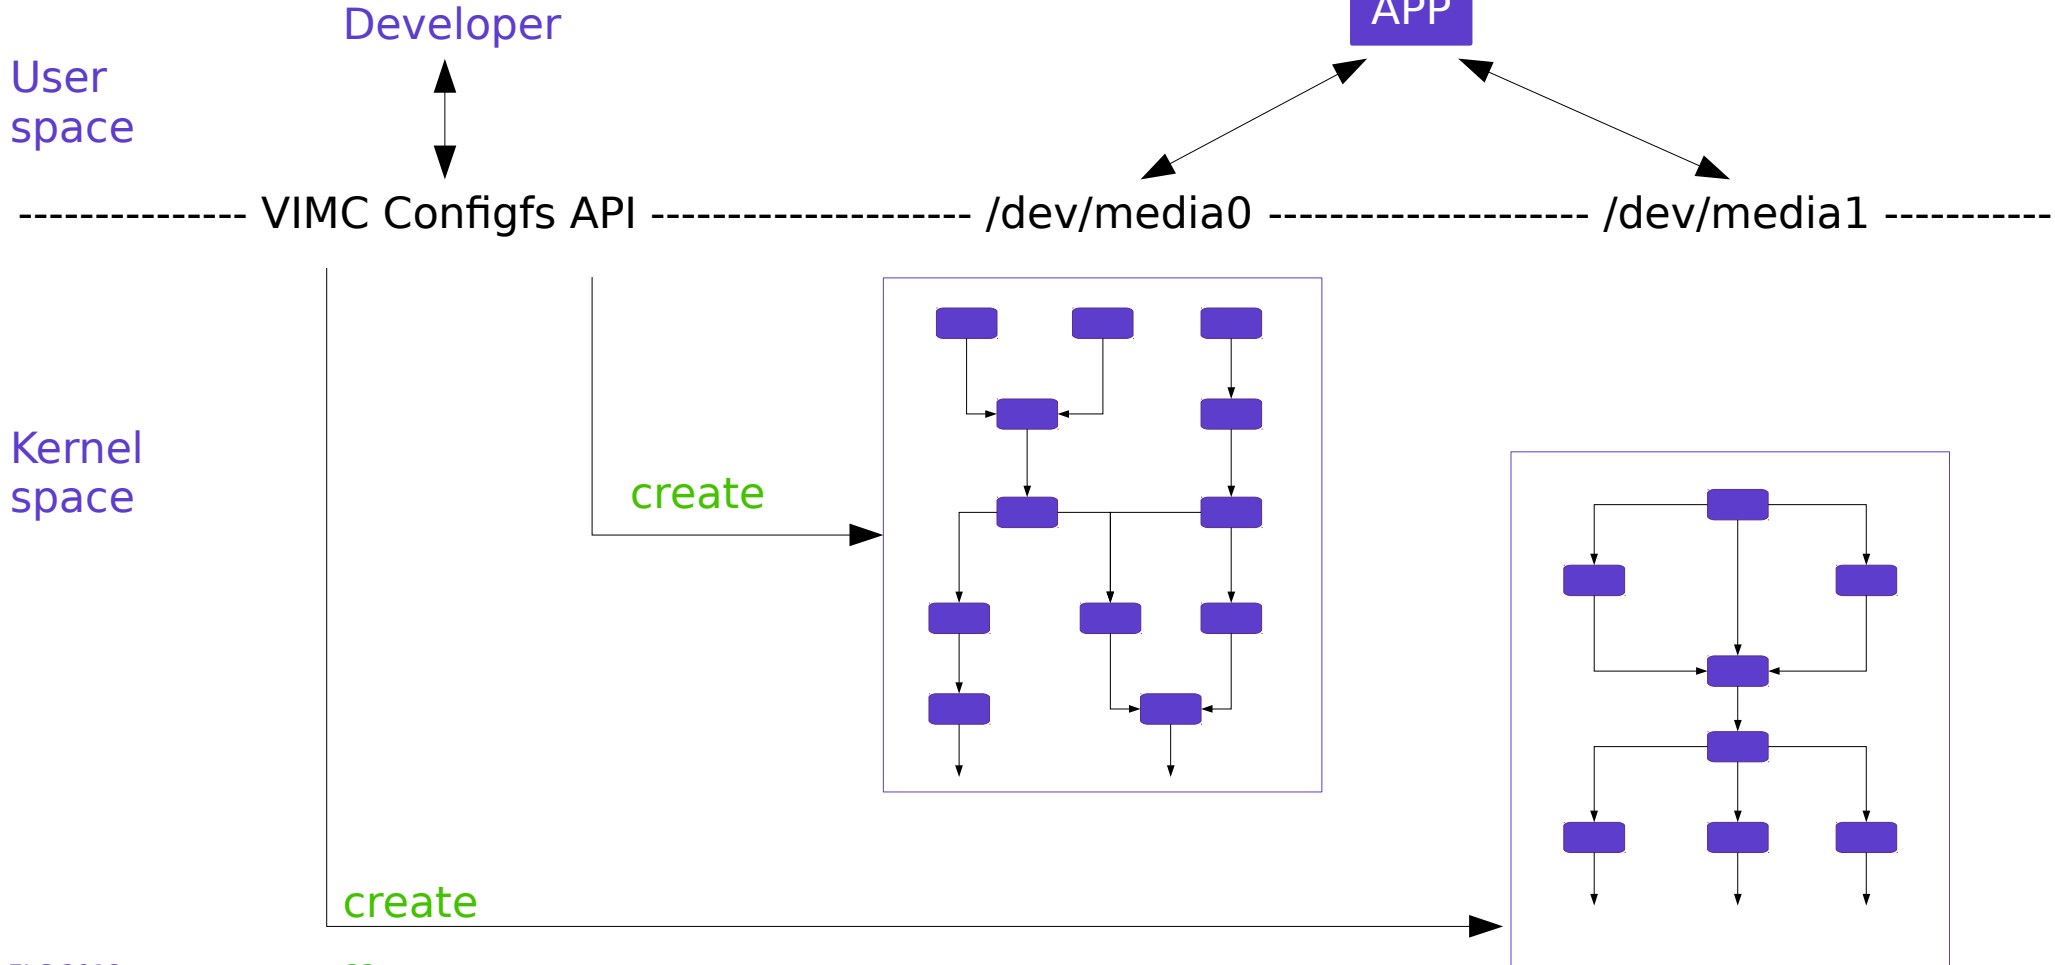 Developer
APP
User
space
--------------- VIMC Configfs API --------------------- /dev/media0 --------------------- /dev/media1 -----------
Kernel
space
create
create